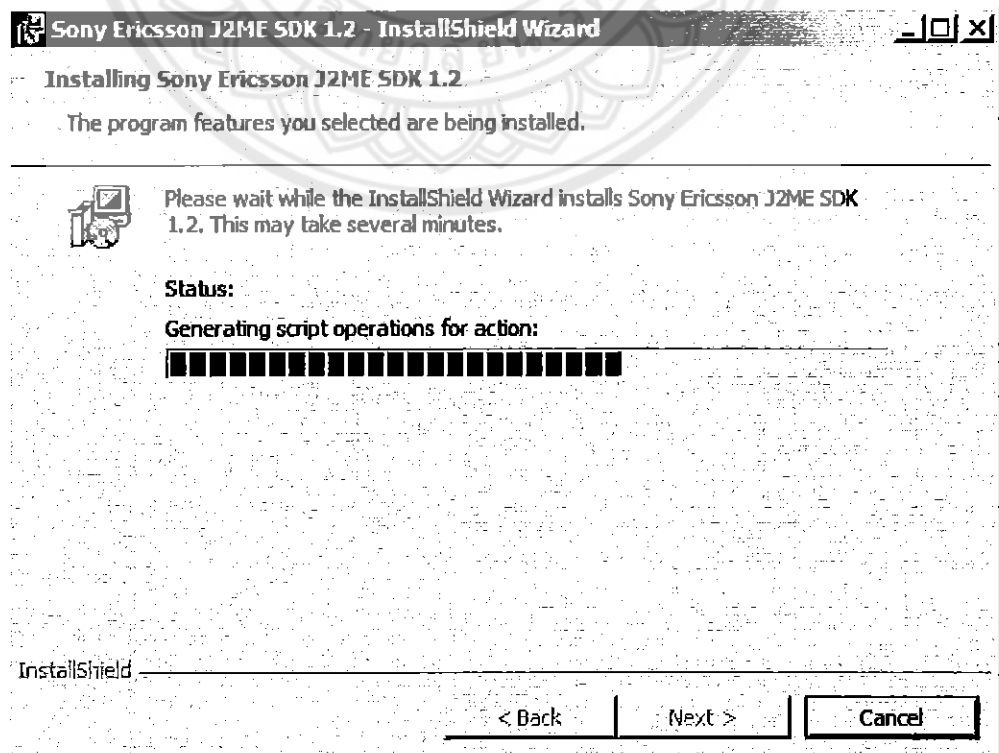 Sony Ericsson J2ME SDK 1.2 - InstallShield Wizard
Installing Sony Ericsson J2ME SDK 1.2
The program features you selected are being installed.
Please wait while the InstallShield Wizard installs Sony Ericsson J2ME SDK
1.2. This may take several minutes.
Status:
Generating script operations for action:
InstallShield
< Back Next > Cancel